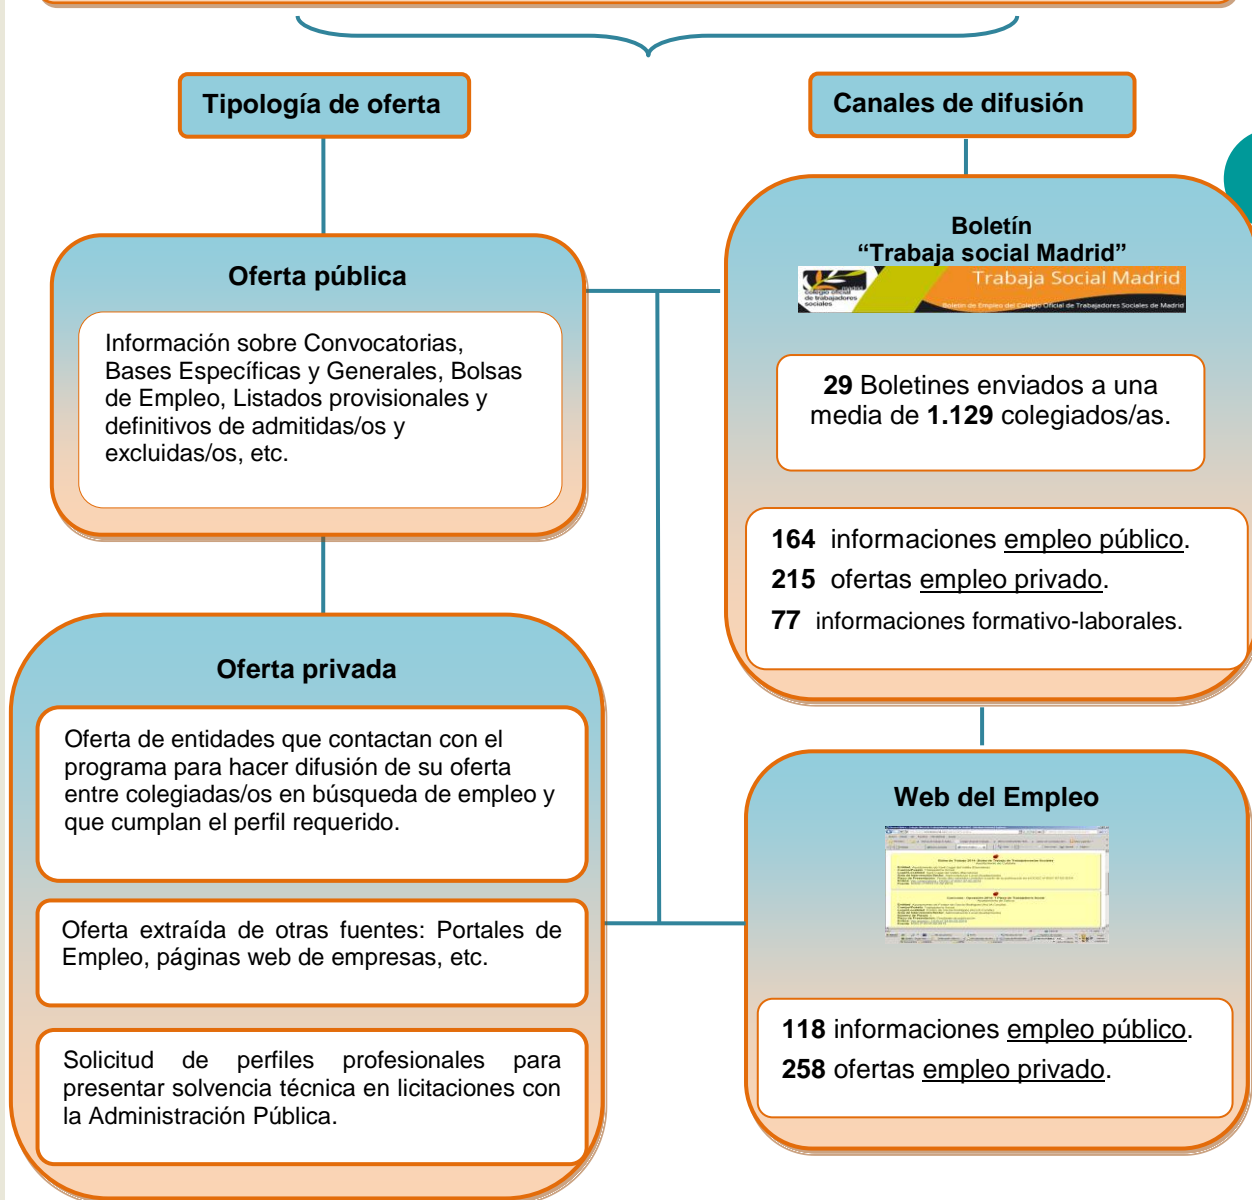 Tipología de oferta
Canales de difusión
Oferta pública
Información sobre Convocatorias,
Bases Específicas y Generales, Bolsas
de Empleo, Listados provisionales y
definitivos de admitidas/os y
excluidas/os, etc.
Oferta privada
Oferta de entidades que contactan con el
programa para hacer difusión de su oferta
entre colegiadas/os en búsqueda de empleo y
que cumplan el perfil requerido.
Oferta extraída de otras fuentes: Portales de
Empleo, páginas web de empresas, etc.
Solicitud de perfiles profesionales para
presentar solvencia técnica en licitaciones con
la Administración Pública.
Boletín
“Trabaja social Madrid”
madrid
colegio oficial
de trabajadores
sociales
Trabaja Social Madrid
Boletín de Empleo del Colegio Oficial de Trabajadores Sociales de Madrid
29 Boletines enviados a una
media de 1.129 colegiados/as.
164 informaciones empleo público.
215 ofertas empleo privado.
77 informaciones formativo-laborales.
Web del Empleo
118 informaciones empleo público.
258 ofertas empleo privado.